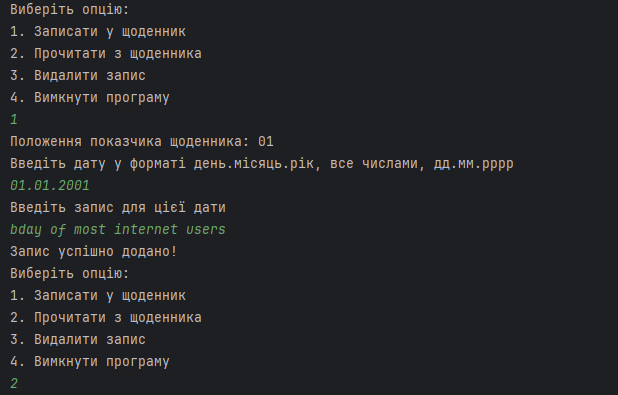 Виберіть опцію:
1. Записати у щоденник
2. Прочитати з щоденника
3. Видалити запис
4. Вимкнути програму
1
Положення показчика щоденника: 01
Введіть дату у форматі день.місяць.рік, все числами, дд.мм.рррр
01.01.2001
Введіть запис для цієї дати
bday of most internet users
Запис успішно додано!
Виберіть опцію:
1. Записати у щоденник
2. Прочитати з щоденника
3. Видалити запис
4. Вимкнути програму
2